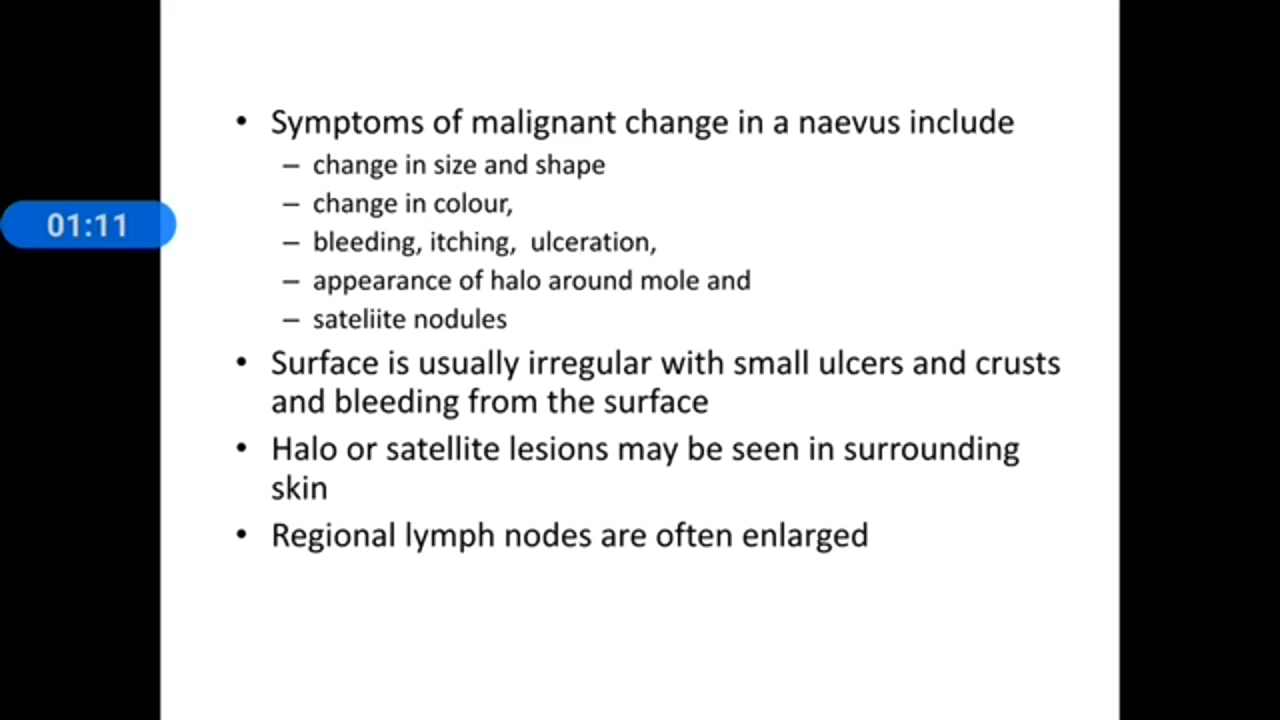 • Symptoms of malignant change in a naevus include
– change in size and shape
– change in colour,
01:11
– bleeding, itching,  ulceration,
– appearance of halo around mole and
– sateliite nodules
• Surface is usually irregular with small ulcers and crusts
and bleeding from the surface
• Halo or satellite lesions may be seen in surrounding
skin
• Regional lymph nodes are often enlarged